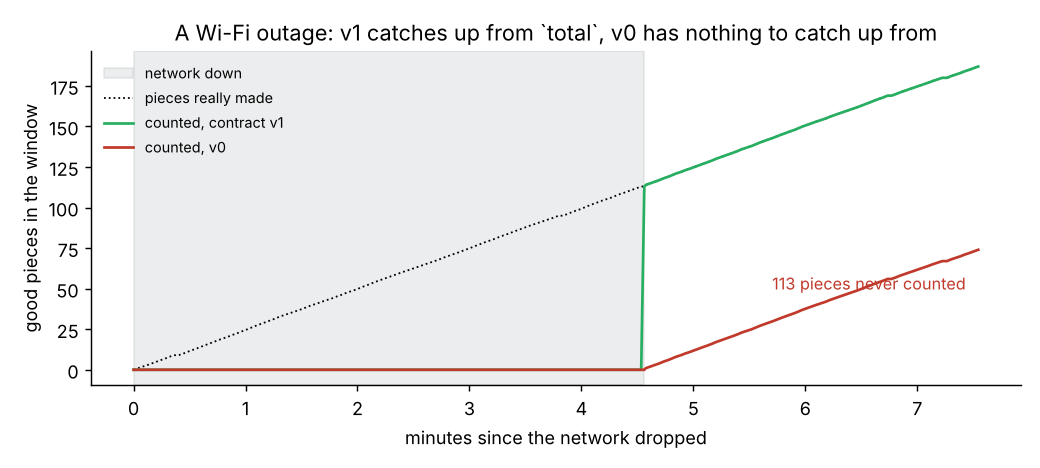 A Wi-Fi outage: v1 catches up from `total`, v0 has nothing to catch up from
good pieces in the window
175
150
125
100
75
50
25
0
network down
pieces really made
counted, contract v1
counted, v0
113 pieces never counted
0 1 2 3 4 5 6 7
minutes since the network dropped